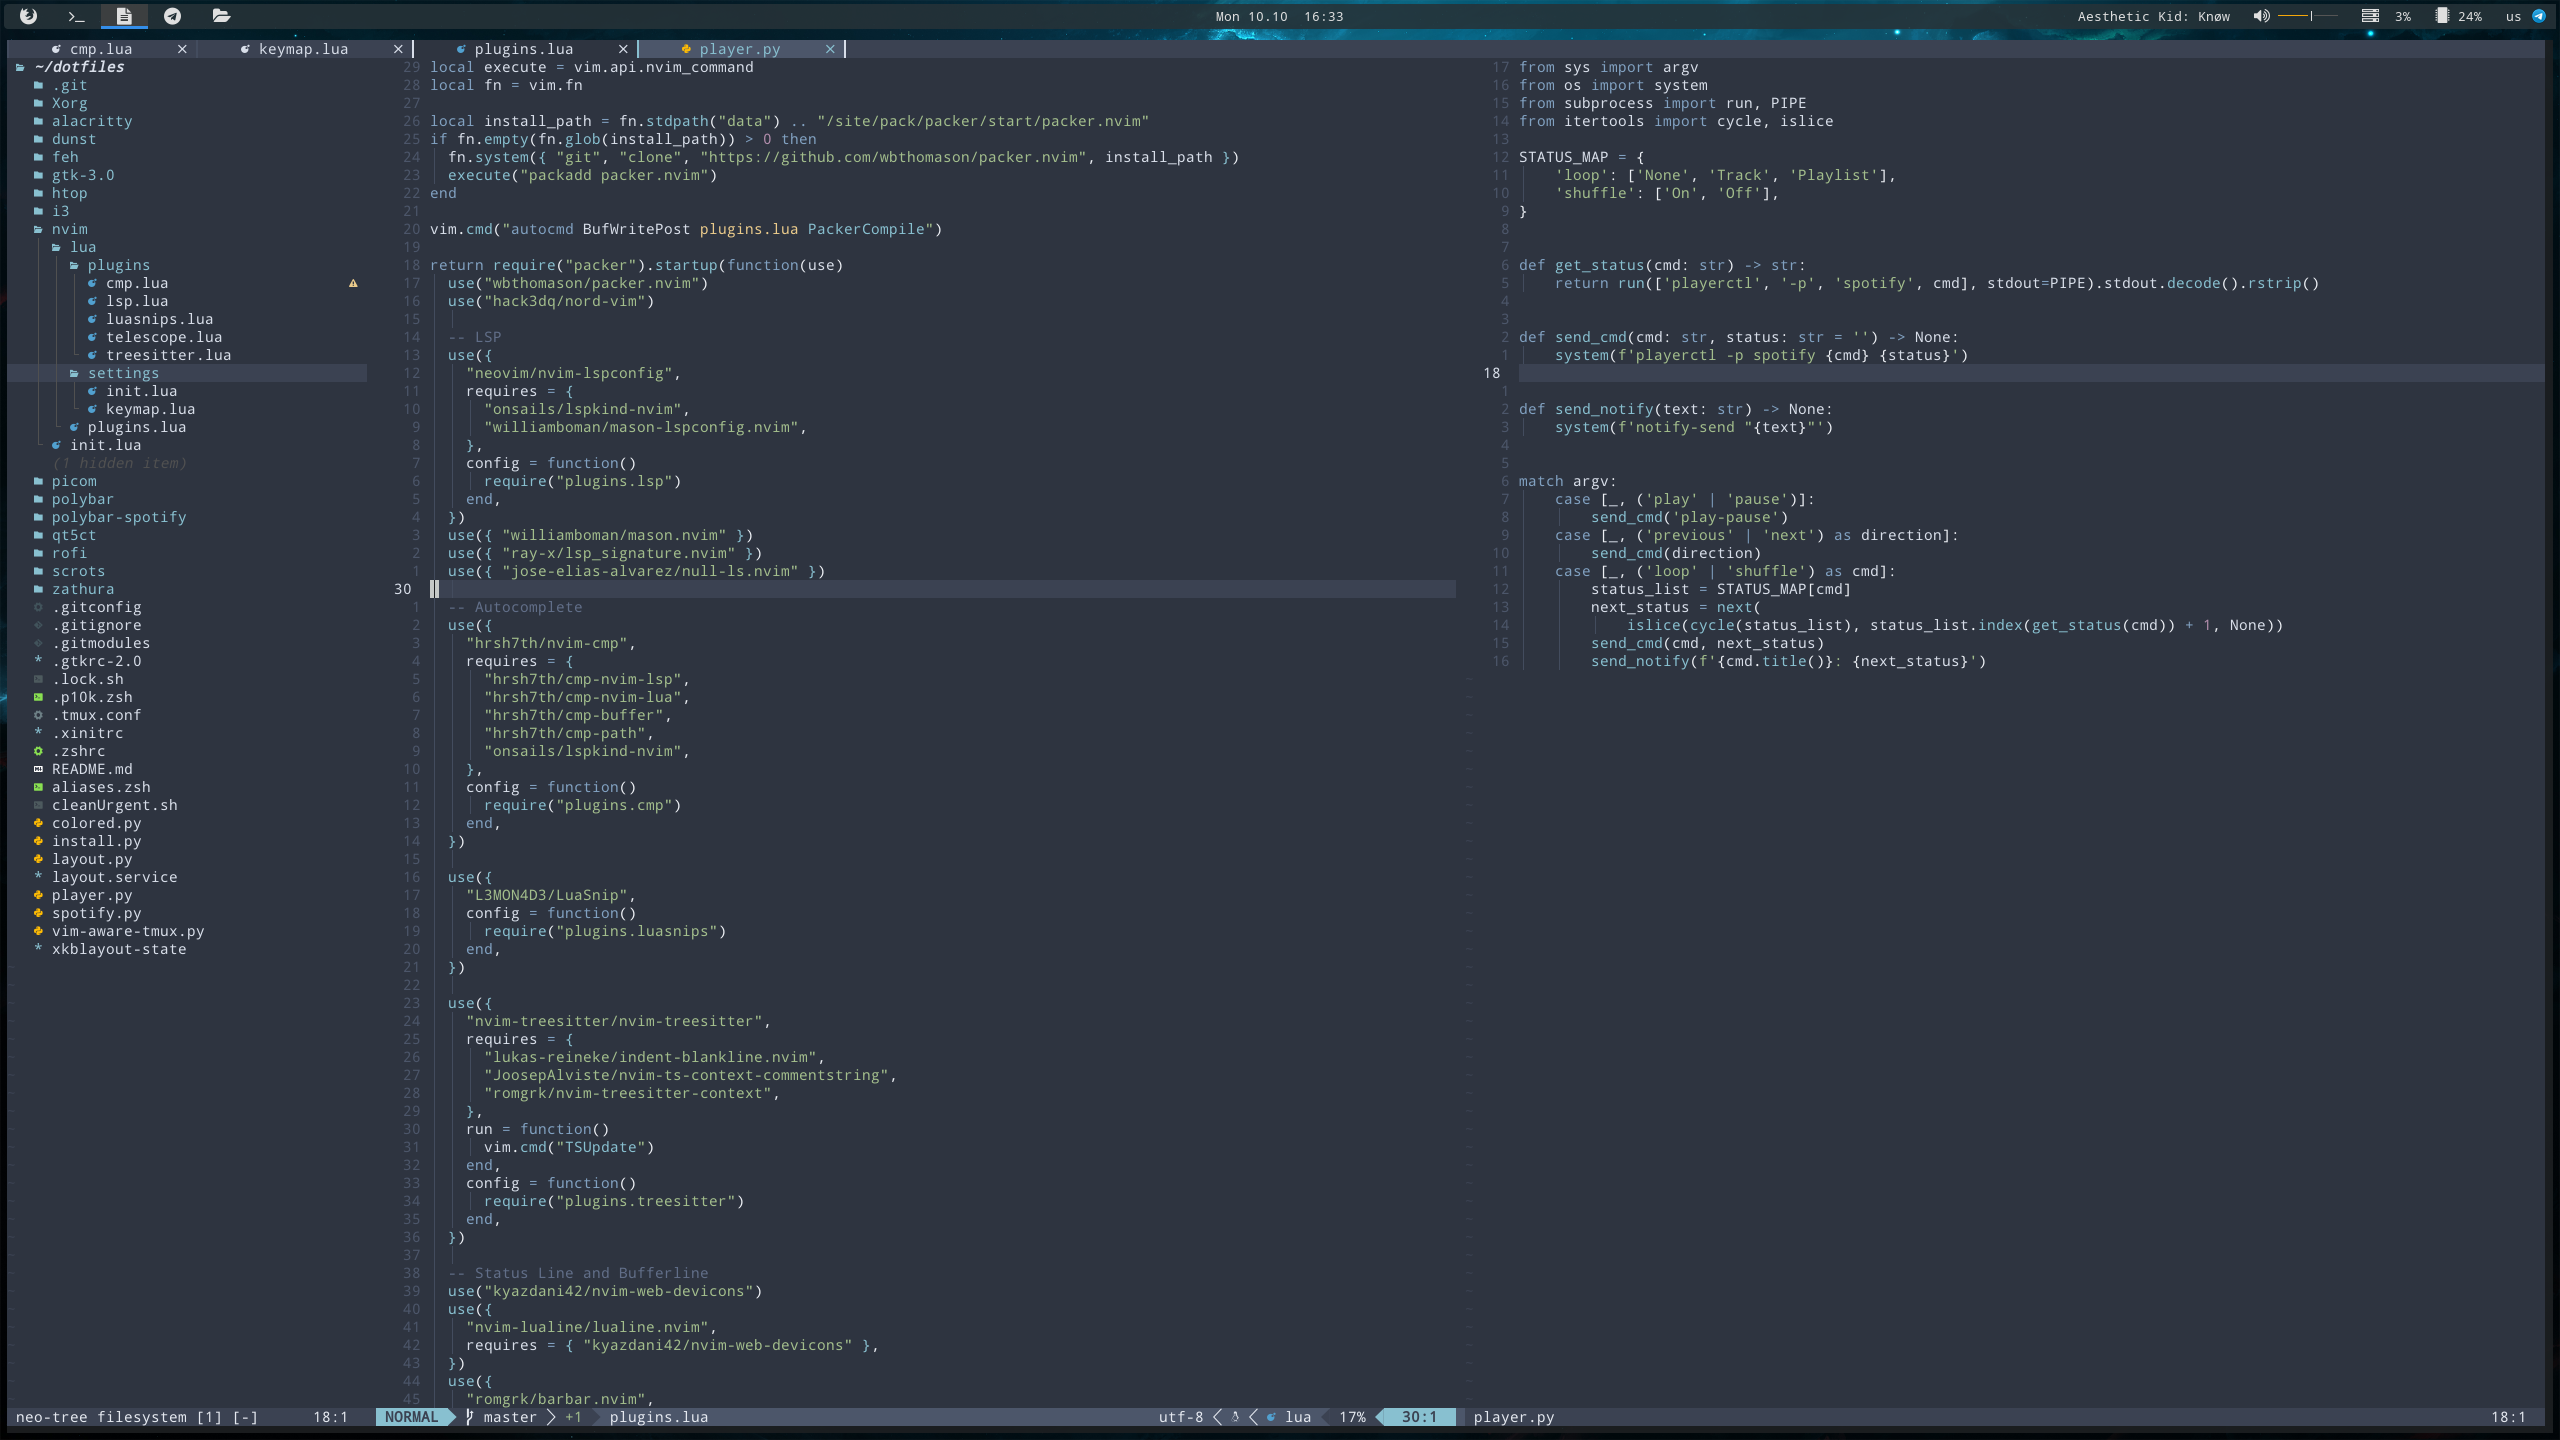 Mon 10.10  16:33
Aesthetic Kid: Knøw
3%
24%
us
cmp.lua
keymap.lua
plugins.lua
player.py
~/dotfiles
.git
Xorg
alacritty
dunst
feh
gtk-3.0
htop
i3
nvim
lua
plugins
cmp.lua
lsp.lua
luasnips.lua
telescope.lua
treesitter.lua
settings
init.lua
keymap.lua
plugins.lua
init.lua
(1 hidden item)
picom
polybar
polybar-spotify
qt5ct
rofi
scrots
zathura
.gitconfig
.gitignore
.gitmodules
* .gtkrc-2.0
.lock.sh
.p10k.zsh
.tmux.conf
* .xinitrc
.zshrc
README.md
aliases.zsh
cleanUrgent.sh
colored.py
install.py
layout.py
* layout.service
player.py
spotify.py
vim-aware-tmux.py
* xkblayout-state
29 local execute = vim.api.nvim_command
28 local fn = vim.fn
27
26 local install_path = fn.stdpath("data") .. "/site/pack/packer/start/packer.nvim"
25 if fn.empty(fn.glob(install_path)) > 0 then
24   fn.system({ "git", "clone", "https://github.com/wbthomason/packer.nvim", install_path })
23   execute("packadd packer.nvim")
22 end
21
20 vim.cmd("autocmd BufWritePost plugins.lua PackerCompile")
19
18 return require("packer").startup(function(use)
17   use("wbthomason/packer.nvim")
16   use("hack3dq/nord-vim")
15
14   -- LSP
13   use({
12     "neovim/nvim-lspconfig",
11     requires = {
10       "onsails/lspkind-nvim",
9       "williamboman/mason-lspconfig.nvim",
8     },
7     config = function()
6       require("plugins.lsp")
5     end,
4   })
3   use({ "williamboman/mason.nvim" })
2   use({ "ray-x/lsp_signature.nvim" })
1   use({ "jose-elias-alvarez/null-ls.nvim" })
30
1   -- Autocomplete
2   use({
3     "hrsh7th/nvim-cmp",
4     requires = {
5       "hrsh7th/cmp-nvim-lsp",
6       "hrsh7th/cmp-nvim-lua",
7       "hrsh7th/cmp-buffer",
8       "hrsh7th/cmp-path",
9       "onsails/lspkind-nvim",
10     },
11     config = function()
12       require("plugins.cmp")
13     end,
14   })
15
16   use({
17     "L3MON4D3/LuaSnip",
18     config = function()
19       require("plugins.luasnips")
20     end,
21   })
22
23   use({
24     "nvim-treesitter/nvim-treesitter",
25     requires = {
26       "lukas-reineke/indent-blankline.nvim",
27       "JoosepAlviste/nvim-ts-context-commentstring",
28       "romgrk/nvim-treesitter-context",
29     },
30     run = function()
31       vim.cmd("TSUpdate")
32     end,
33     config = function()
34       require("plugins.treesitter")
35     end,
36   })
37
38   -- Status Line and Bufferline
39   use("kyazdani42/nvim-web-devicons")
40   use({
41     "nvim-lualine/lualine.nvim",
42     requires = { "kyazdani42/nvim-web-devicons" },
43   })
44   use({
45     "romgrk/barbar.nvim",
17 from sys import argv
16 from os import system
15 from subprocess import run, PIPE
14 from itertools import cycle, islice
13
12 STATUS_MAP = {
11     'loop': ['None', 'Track', 'Playlist'],
10     'shuffle': ['On', 'Off'],
9 }
8
7
6 def get_status(cmd: str) -> str:
5     return run(['playerctl', '-p', 'spotify', cmd], stdout=PIPE).stdout.decode().rstrip()
4
3
2 def send_cmd(cmd: str, status: str = '') -> None:
1     system(f'playerctl -p spotify {cmd} {status}')
18
1
2 def send_notify(text: str) -> None:
3     system(f'notify-send "{text}"')
4
5
6 match argv:
7     case [_, ('play' | 'pause')]:
8         send_cmd('play-pause')
9     case [_, ('previous' | 'next') as direction]:
10         send_cmd(direction)
11     case [_, ('loop' | 'shuffle') as cmd]:
12         status_list = STATUS_MAP[cmd]
13         next_status = next(
14             islice(cycle(status_list), status_list.index(get_status(cmd)) + 1, None))
15         send_cmd(cmd, next_status)
16         send_notify(f'{cmd.title()}: {next_status}')
neo-tree filesystem [1] [-]  18:1
NORMAL  master  +1  plugins.lua  utf-8  lua  17%  30:1
player.py  18:1